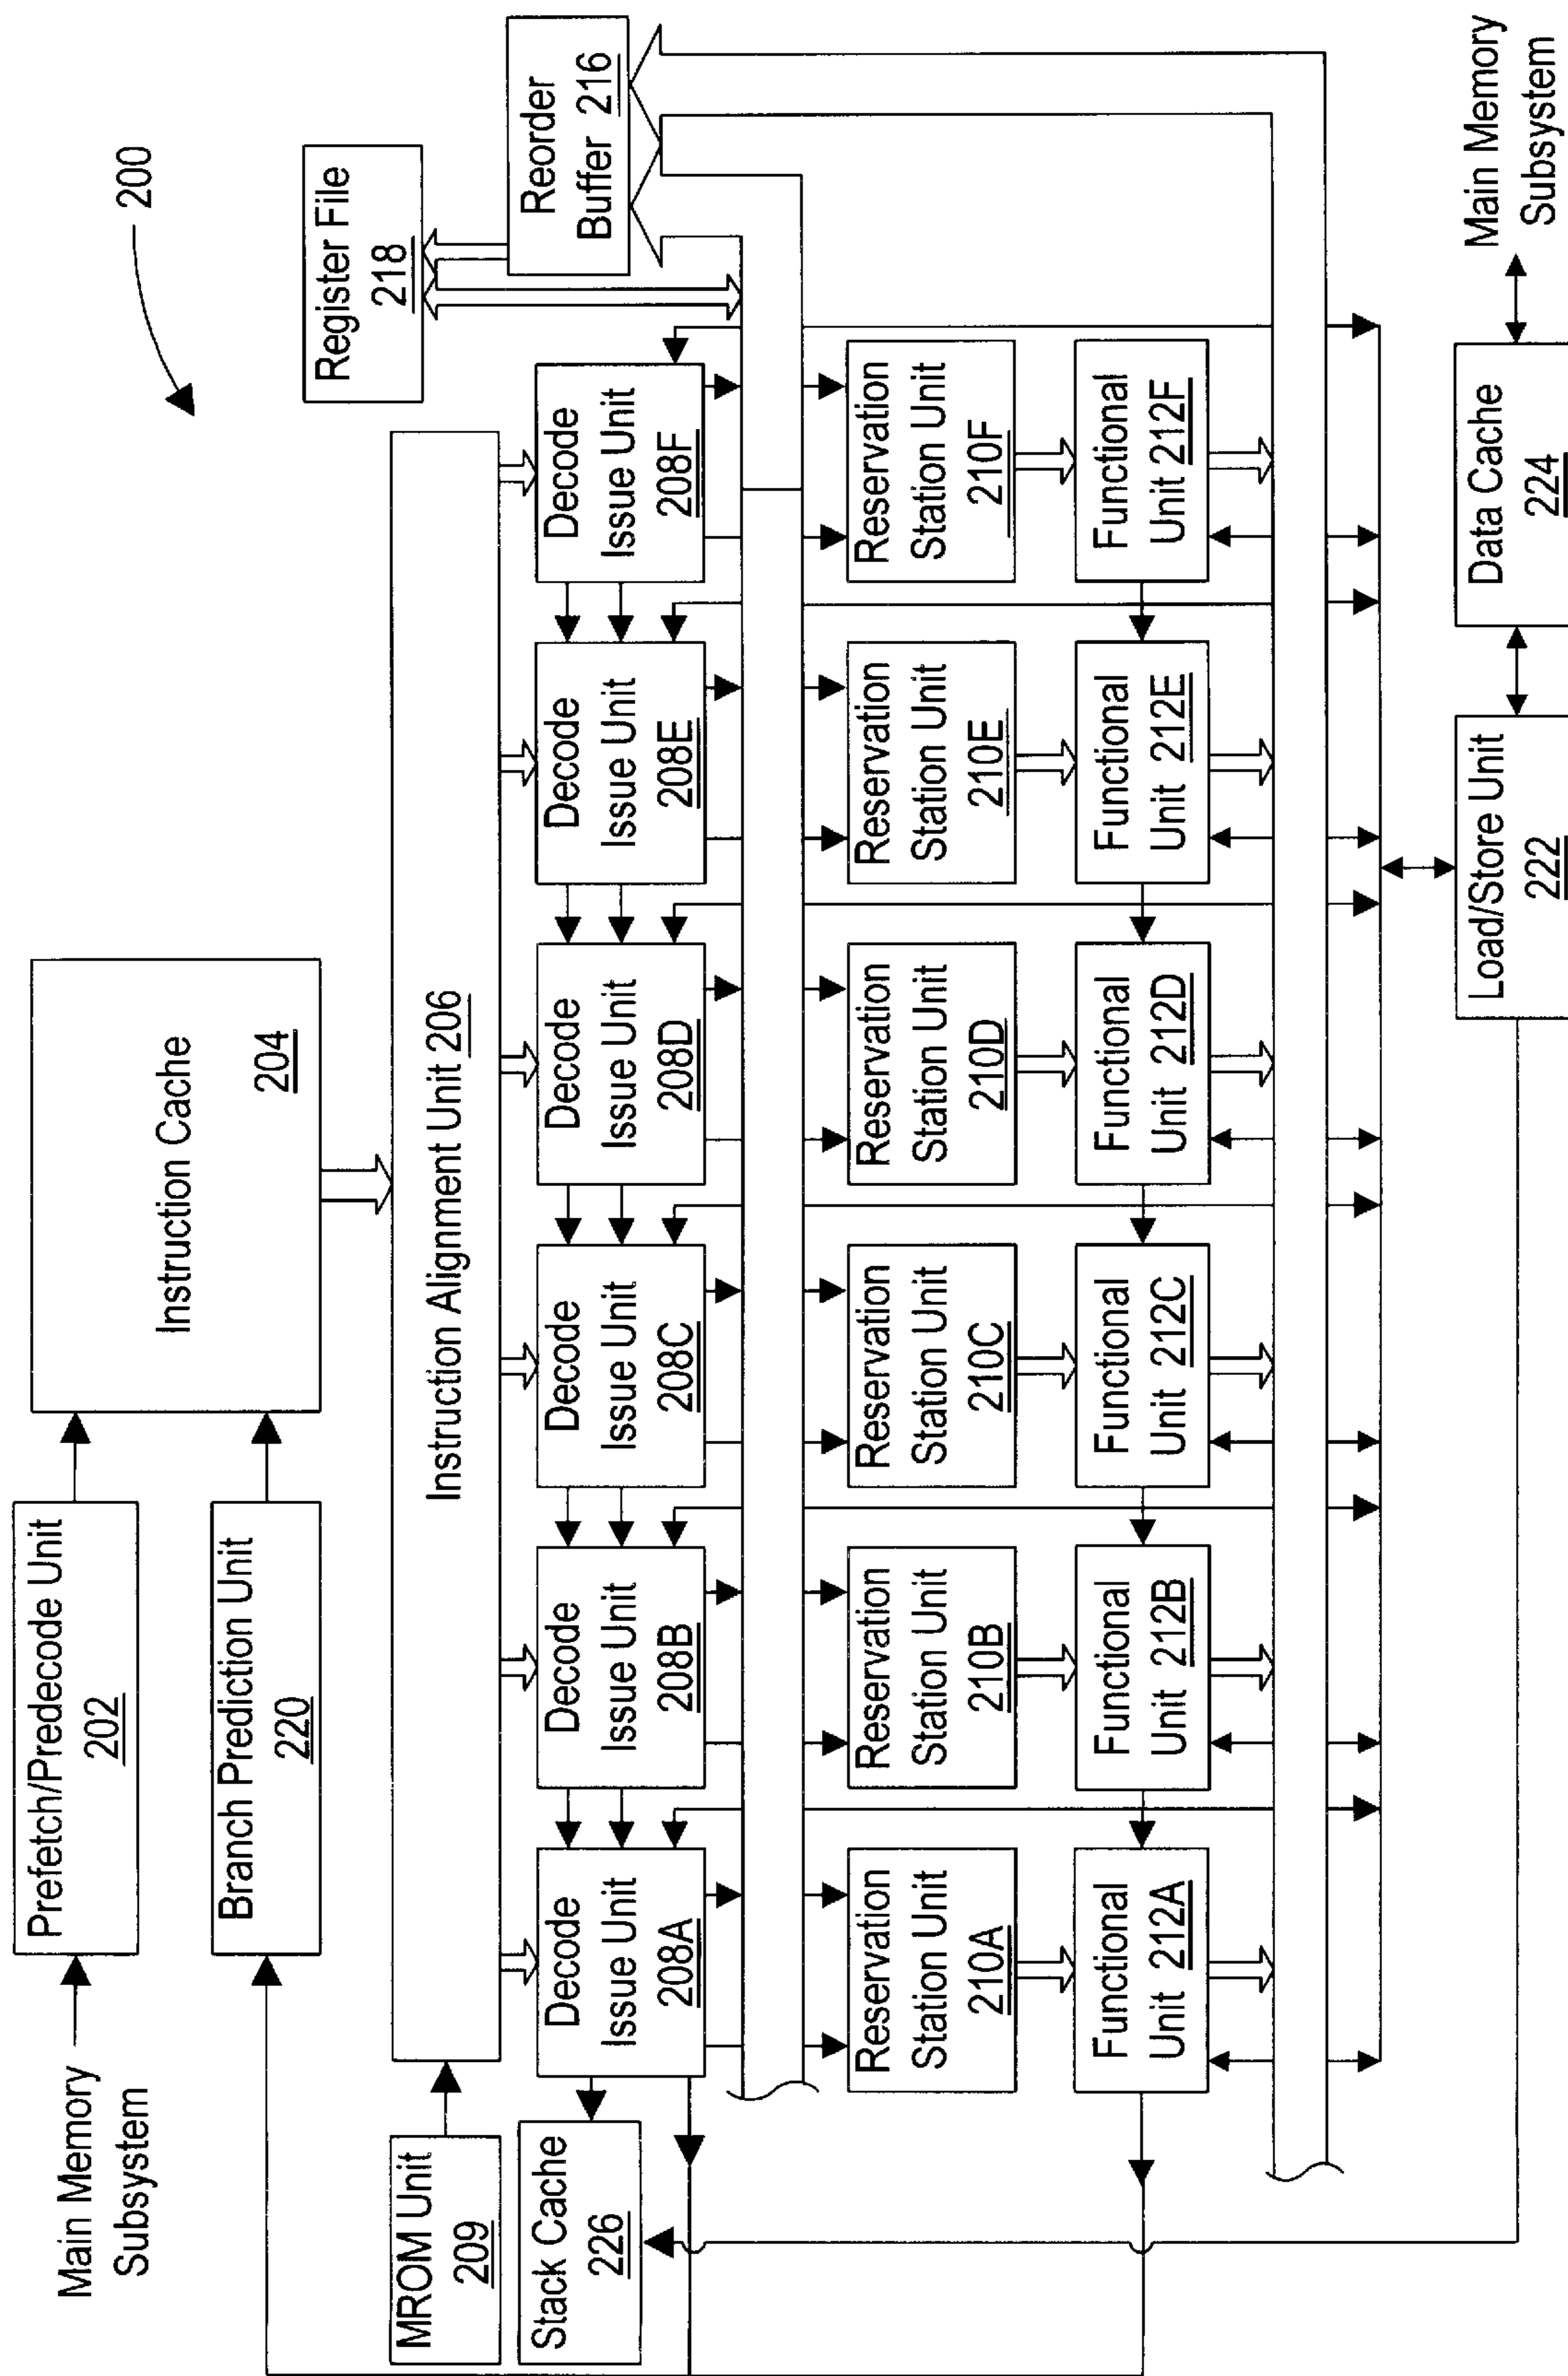 Main Memory
Subsystem
Prefetch/Predecode Unit
202
Branch Prediction Unit
220
Instruction Cache
204
200
MROM Unit
209
Instruction Alignment Unit 206
Register File
218
Stack Cache
226
Decode
Issue Unit
208A
Decode
Issue Unit
208B
Decode
Issue Unit
208C
Decode
Issue Unit
208D
Decode
Issue Unit
208E
Decode
Issue Unit
208F
Reorder
Buffer 216
Reservation
Station Unit
210A
Reservation
Station Unit
210B
Reservation
Station Unit
210C
Reservation
Station Unit
210D
Reservation
Station Unit
210E
Reservation
Station Unit
210F
Functional
Unit 212A
Functional
Unit 212B
Functional
Unit 212C
Functional
Unit 212D
Functional
Unit 212E
Functional
Unit 212F
Load/Store Unit
222
Data Cache
224
Main Memory
Subsystem